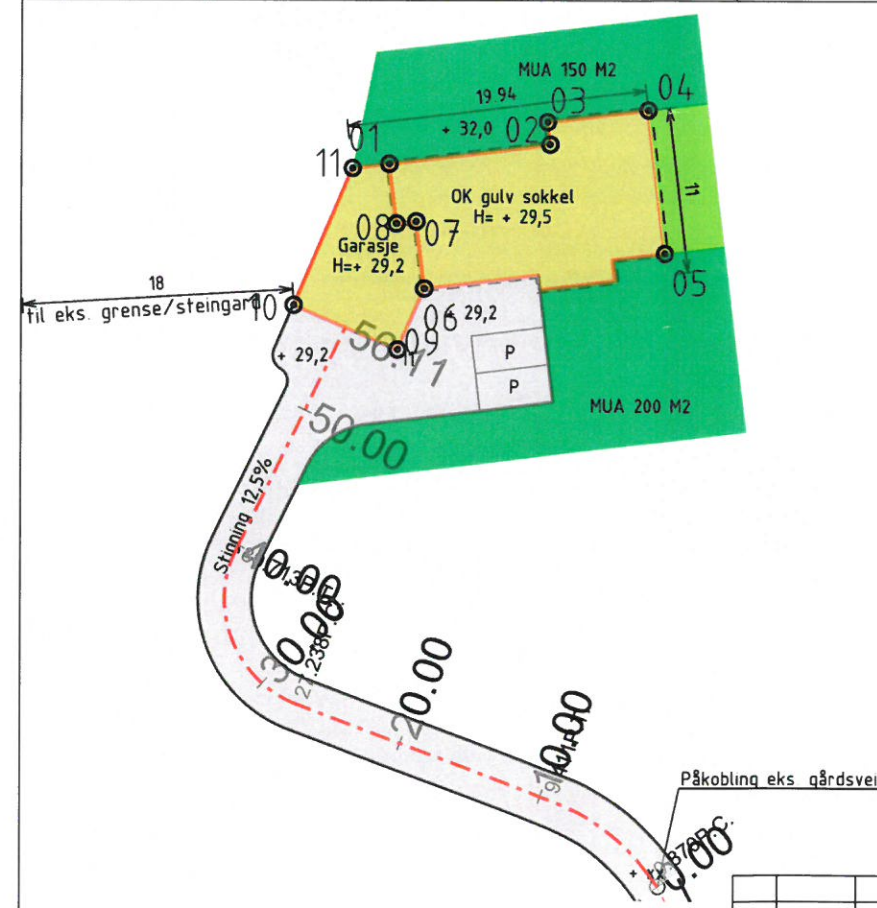 MUA 150 M2
19.94
04
03
+ 32,0
01
02
11
11
OK gulv sokkel
H= + 29,5
08
07
Garasje
H=+ 29,2
05
18
til eks. grense/steingard
10
06
+ 29,2
09
+ 29,2
56.11
P
P
MUA 200 M2
50.00
Stigning 12,5%
40.00
30.00
20.00
10.00
Påkobling eks gårdsvei
0.00